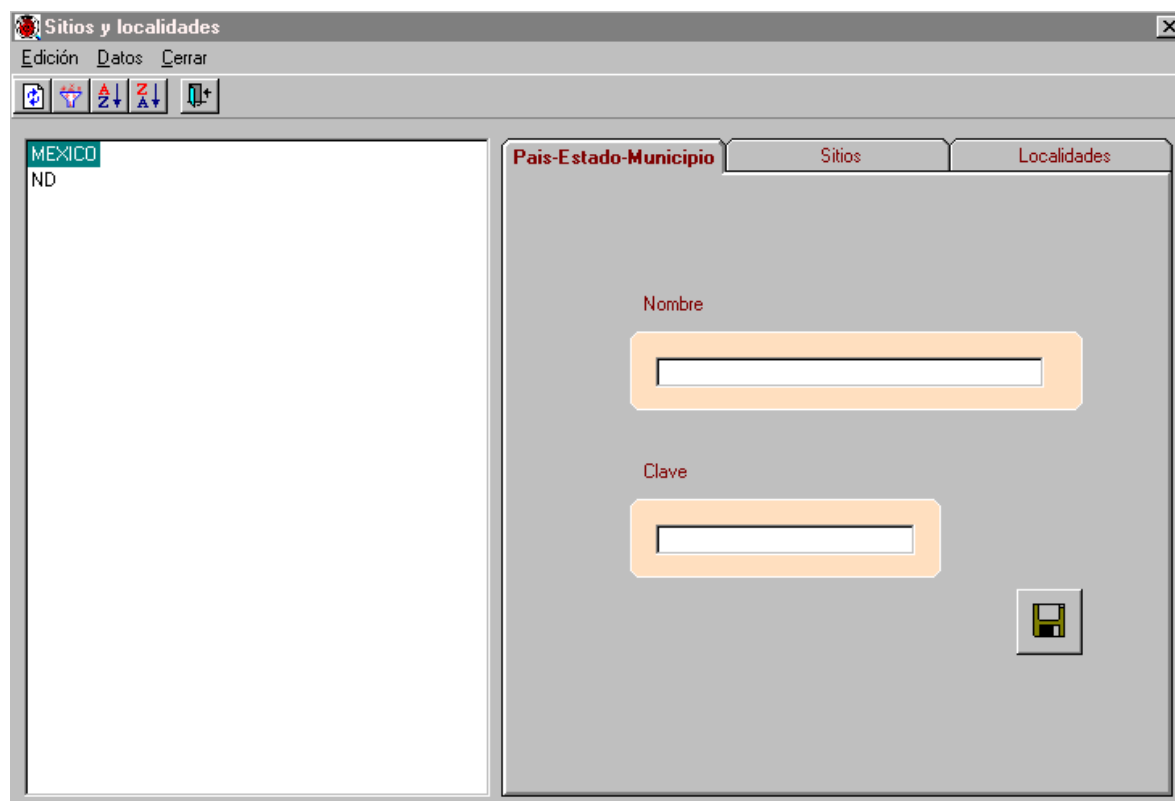 Sitios y localidades
Edición Datos Cerrar
A Z Z A
MEXICO
ND
Pais-Estado-Municipio Sitios Localidades
Nombre
Clave